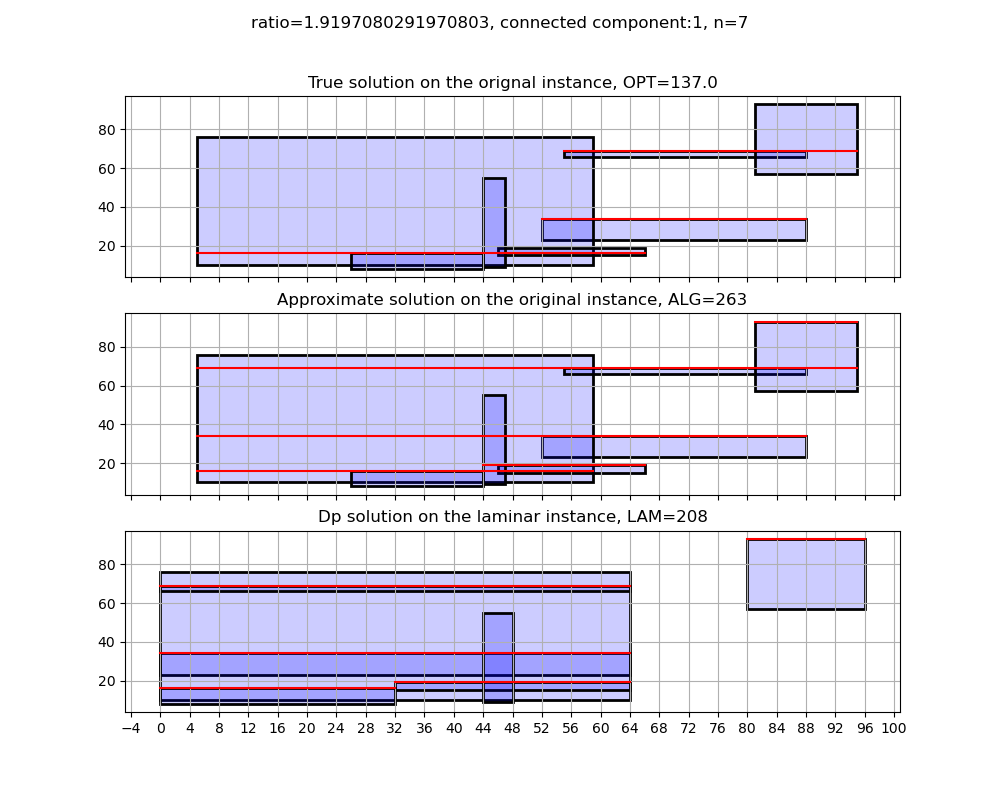 ratio=1.9197080291970803, connected component:1, n=7
True solution on the orignal instance, OPT=137.0
80
60
40
20
Approximate solution on the original instance, ALG=263
80
60
40
20
Dp solution on the laminar instance, LAM=208
80
60
40
20
−4 0 4 8 12 16 20 24 28 32 36 40 44 48 52 56 60 64 68 72 76 80 84 88 92 96 100